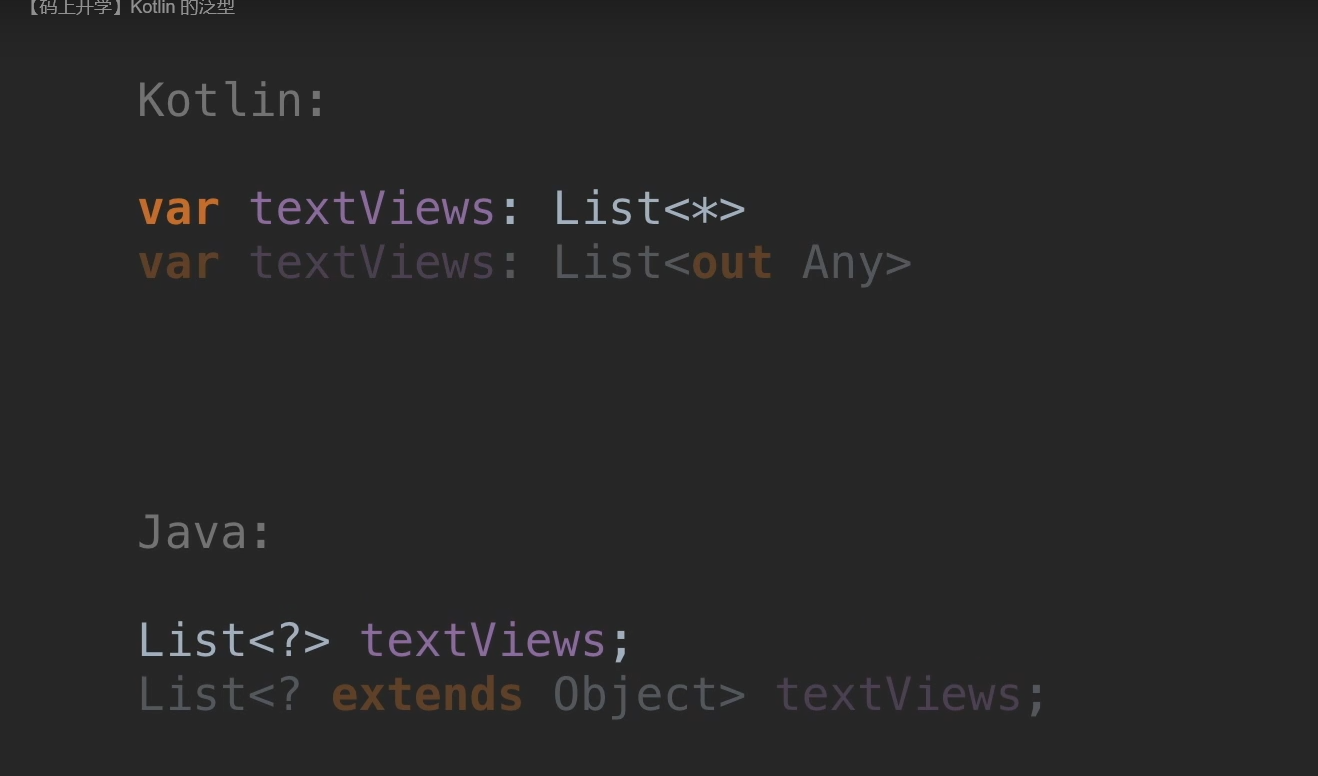 【码上开学】Kotlin 的泛型
Kotlin:
var textViews: List<*>
var textViews: List<out Any>
Java:
List<?> textViews;
List<? extends Object> textViews;